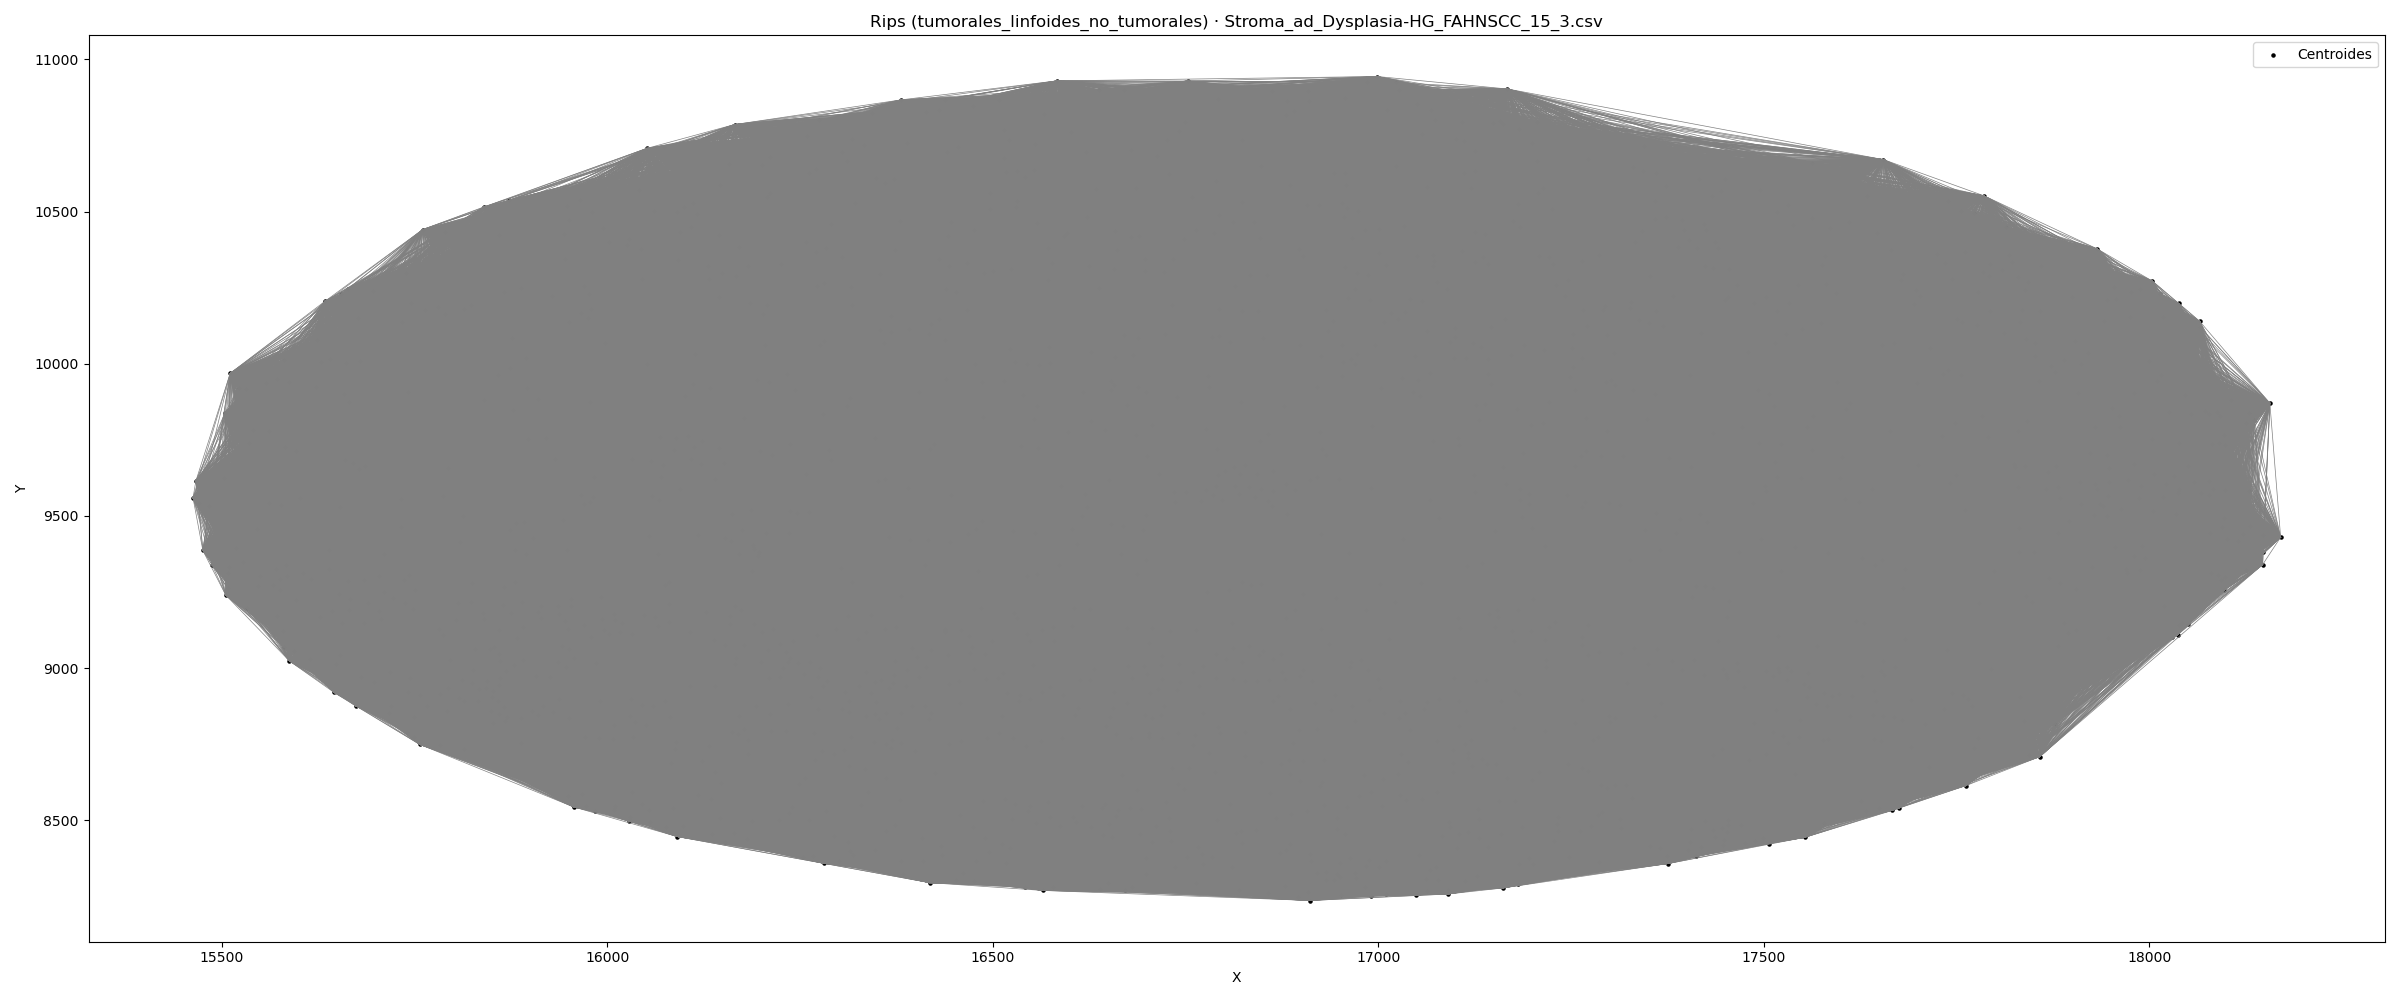 Rips (tumorales_linfoides_no_tumorales) · Stroma_ad_Dysplasia-HG_FAHNSCC_15_3.csv
Centroides
11000
10500
10000
9500
9000
8500
Y
15500 16000 16500 17000 17500 18000
X